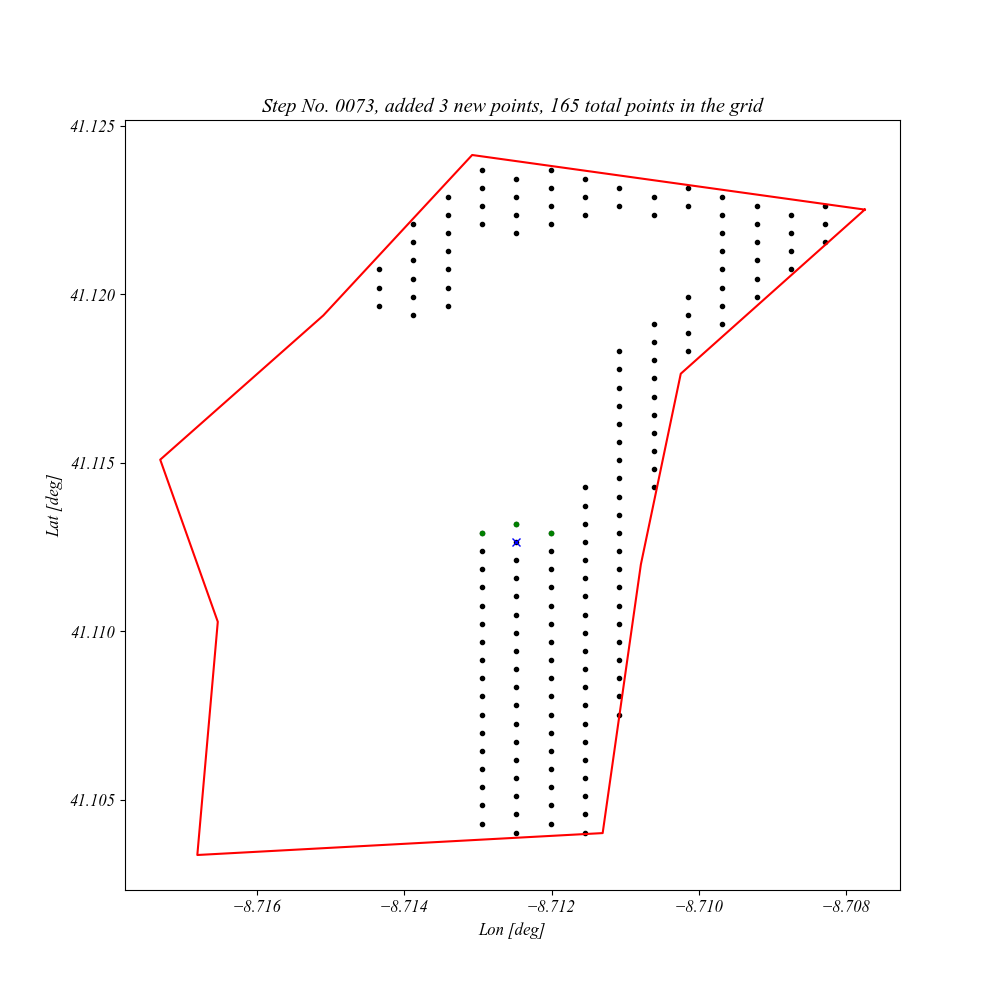 Step No. 0073, added 3 new points, 165 total points in the grid
41.125
41.120
41.115
41.110
41.105
Lat [deg]
−8.716 −8.714 −8.712 −8.710 −8.708
Lon [deg]